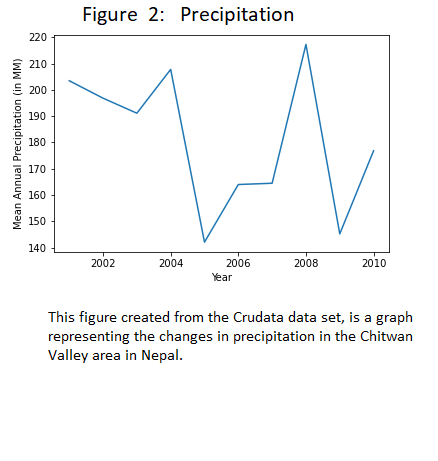 Figure 2: Precipitation
220
210
200
190
180
170
160
150
140
Mean Annual Precipitation (in MM)
2002 2004 2006 2008 2010
Year
This figure created from the Crudata data set, is a graph
representing the changes in precipitation in the Chitwan
Valley area in Nepal.